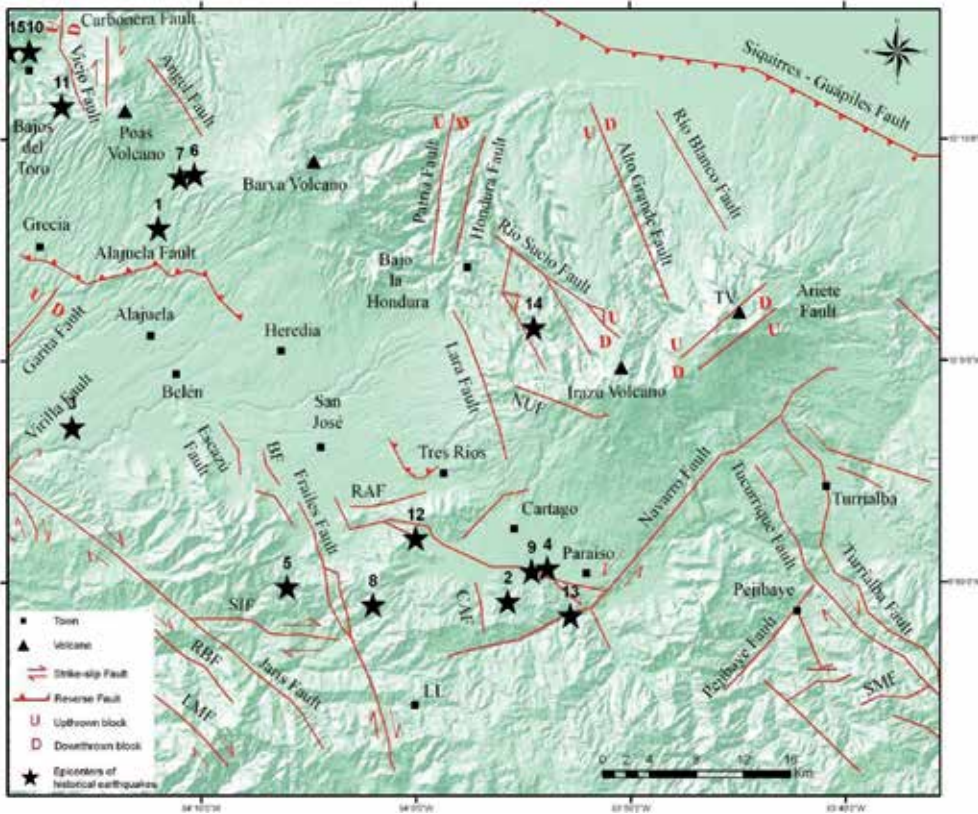 1510
U
D
Carbonera Fault
Viejo Fault
Angel Fault
11
Bajos
del
Toro
Poas
Volcano
7 6
Barva Volcano
1
Grecia
Alajuela Fault
U
D
Garita Fault
Alajuela
Heredia
Belén
Virilla Fault
3
Escazú
Fault
BF
San
José
Frailes Fault
Siquirres - Guápiles Fault
U D
Patria Fault
Hondura Fault
Bajo
la
Hondura
U D
Alto Grande Fault
Río Blanco Fault
Río Sucio Fault
14
U
D
TV
U
D
U
D
Ariete
Fault
Irazú Volcano
Lara Fault
NUF
Tres Ríos
RAF
12
Cartago
9 4
Paraíso
2
13
CAF
Navarro Fault
Tucurrique Fault
Turrialba
Turrialba Fault
Pejibaye
Pejibaye Fault
SMF
5
8
SIF
RBF
LMF
Jaris Fault
LL
Town
Volcano
Strike-slip Fault
Reverse Fault
U Upthrown block
D Downthrown block
Epicenters of
historical earthquakes
0 2 4 8 12 16
Km